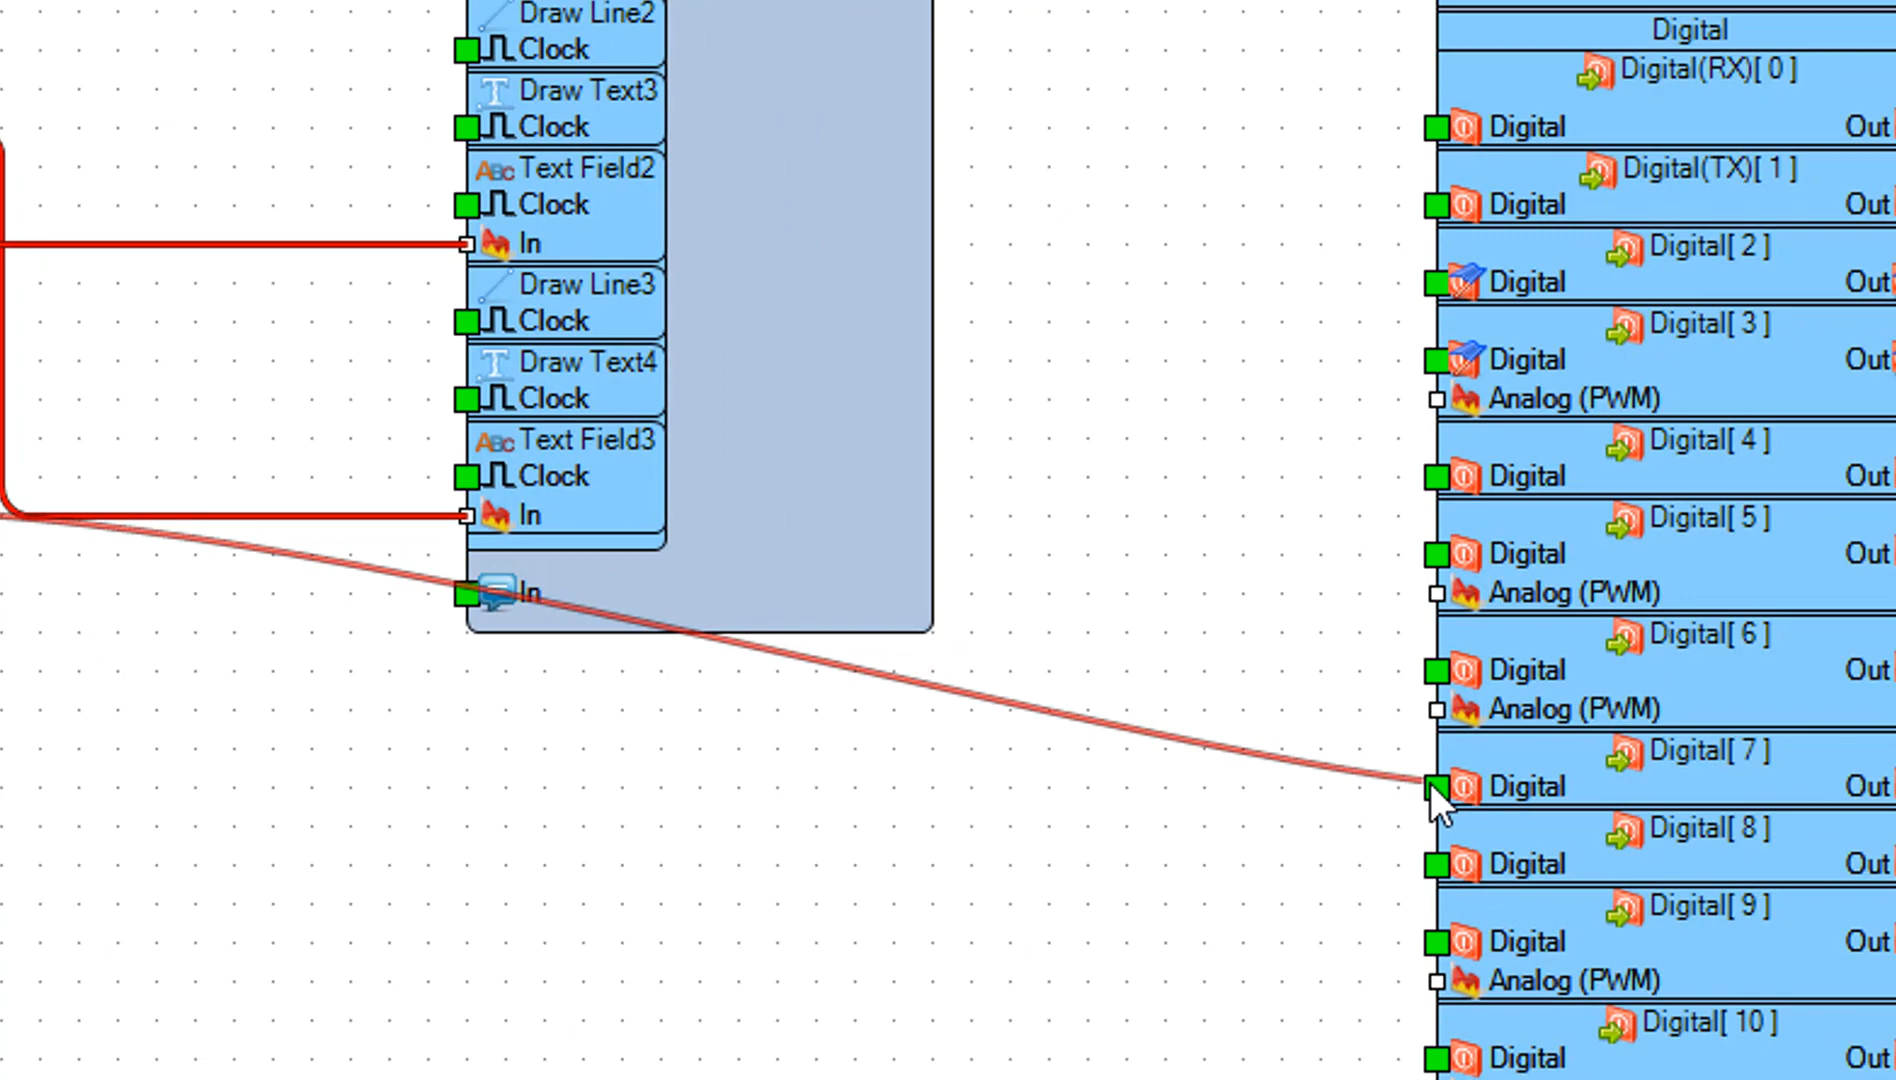 Draw Line2
Clock
Draw Text3
Clock
ABC Text Field2
Clock
In
Draw Line3
Clock
T Draw Text4
Clock
ABC Text Field3
Clock
In
In
Digital
Digital(RX)[ 0 ]
Digital Out
Digital(TX)[ 1 ]
Digital Out
Digital[ 2 ]
Digital Out
Digital[ 3 ]
Digital Out
Analog (PWM)
Digital[ 4 ]
Digital Out
Digital[ 5 ]
Digital Out
Analog (PWM)
Digital[ 6 ]
Digital Out
Analog (PWM)
Digital[ 7 ]
Digital Out
Digital[ 8 ]
Digital Out
Digital[ 9 ]
Digital Out
Analog (PWM)
Digital[ 10 ]
Digital Out